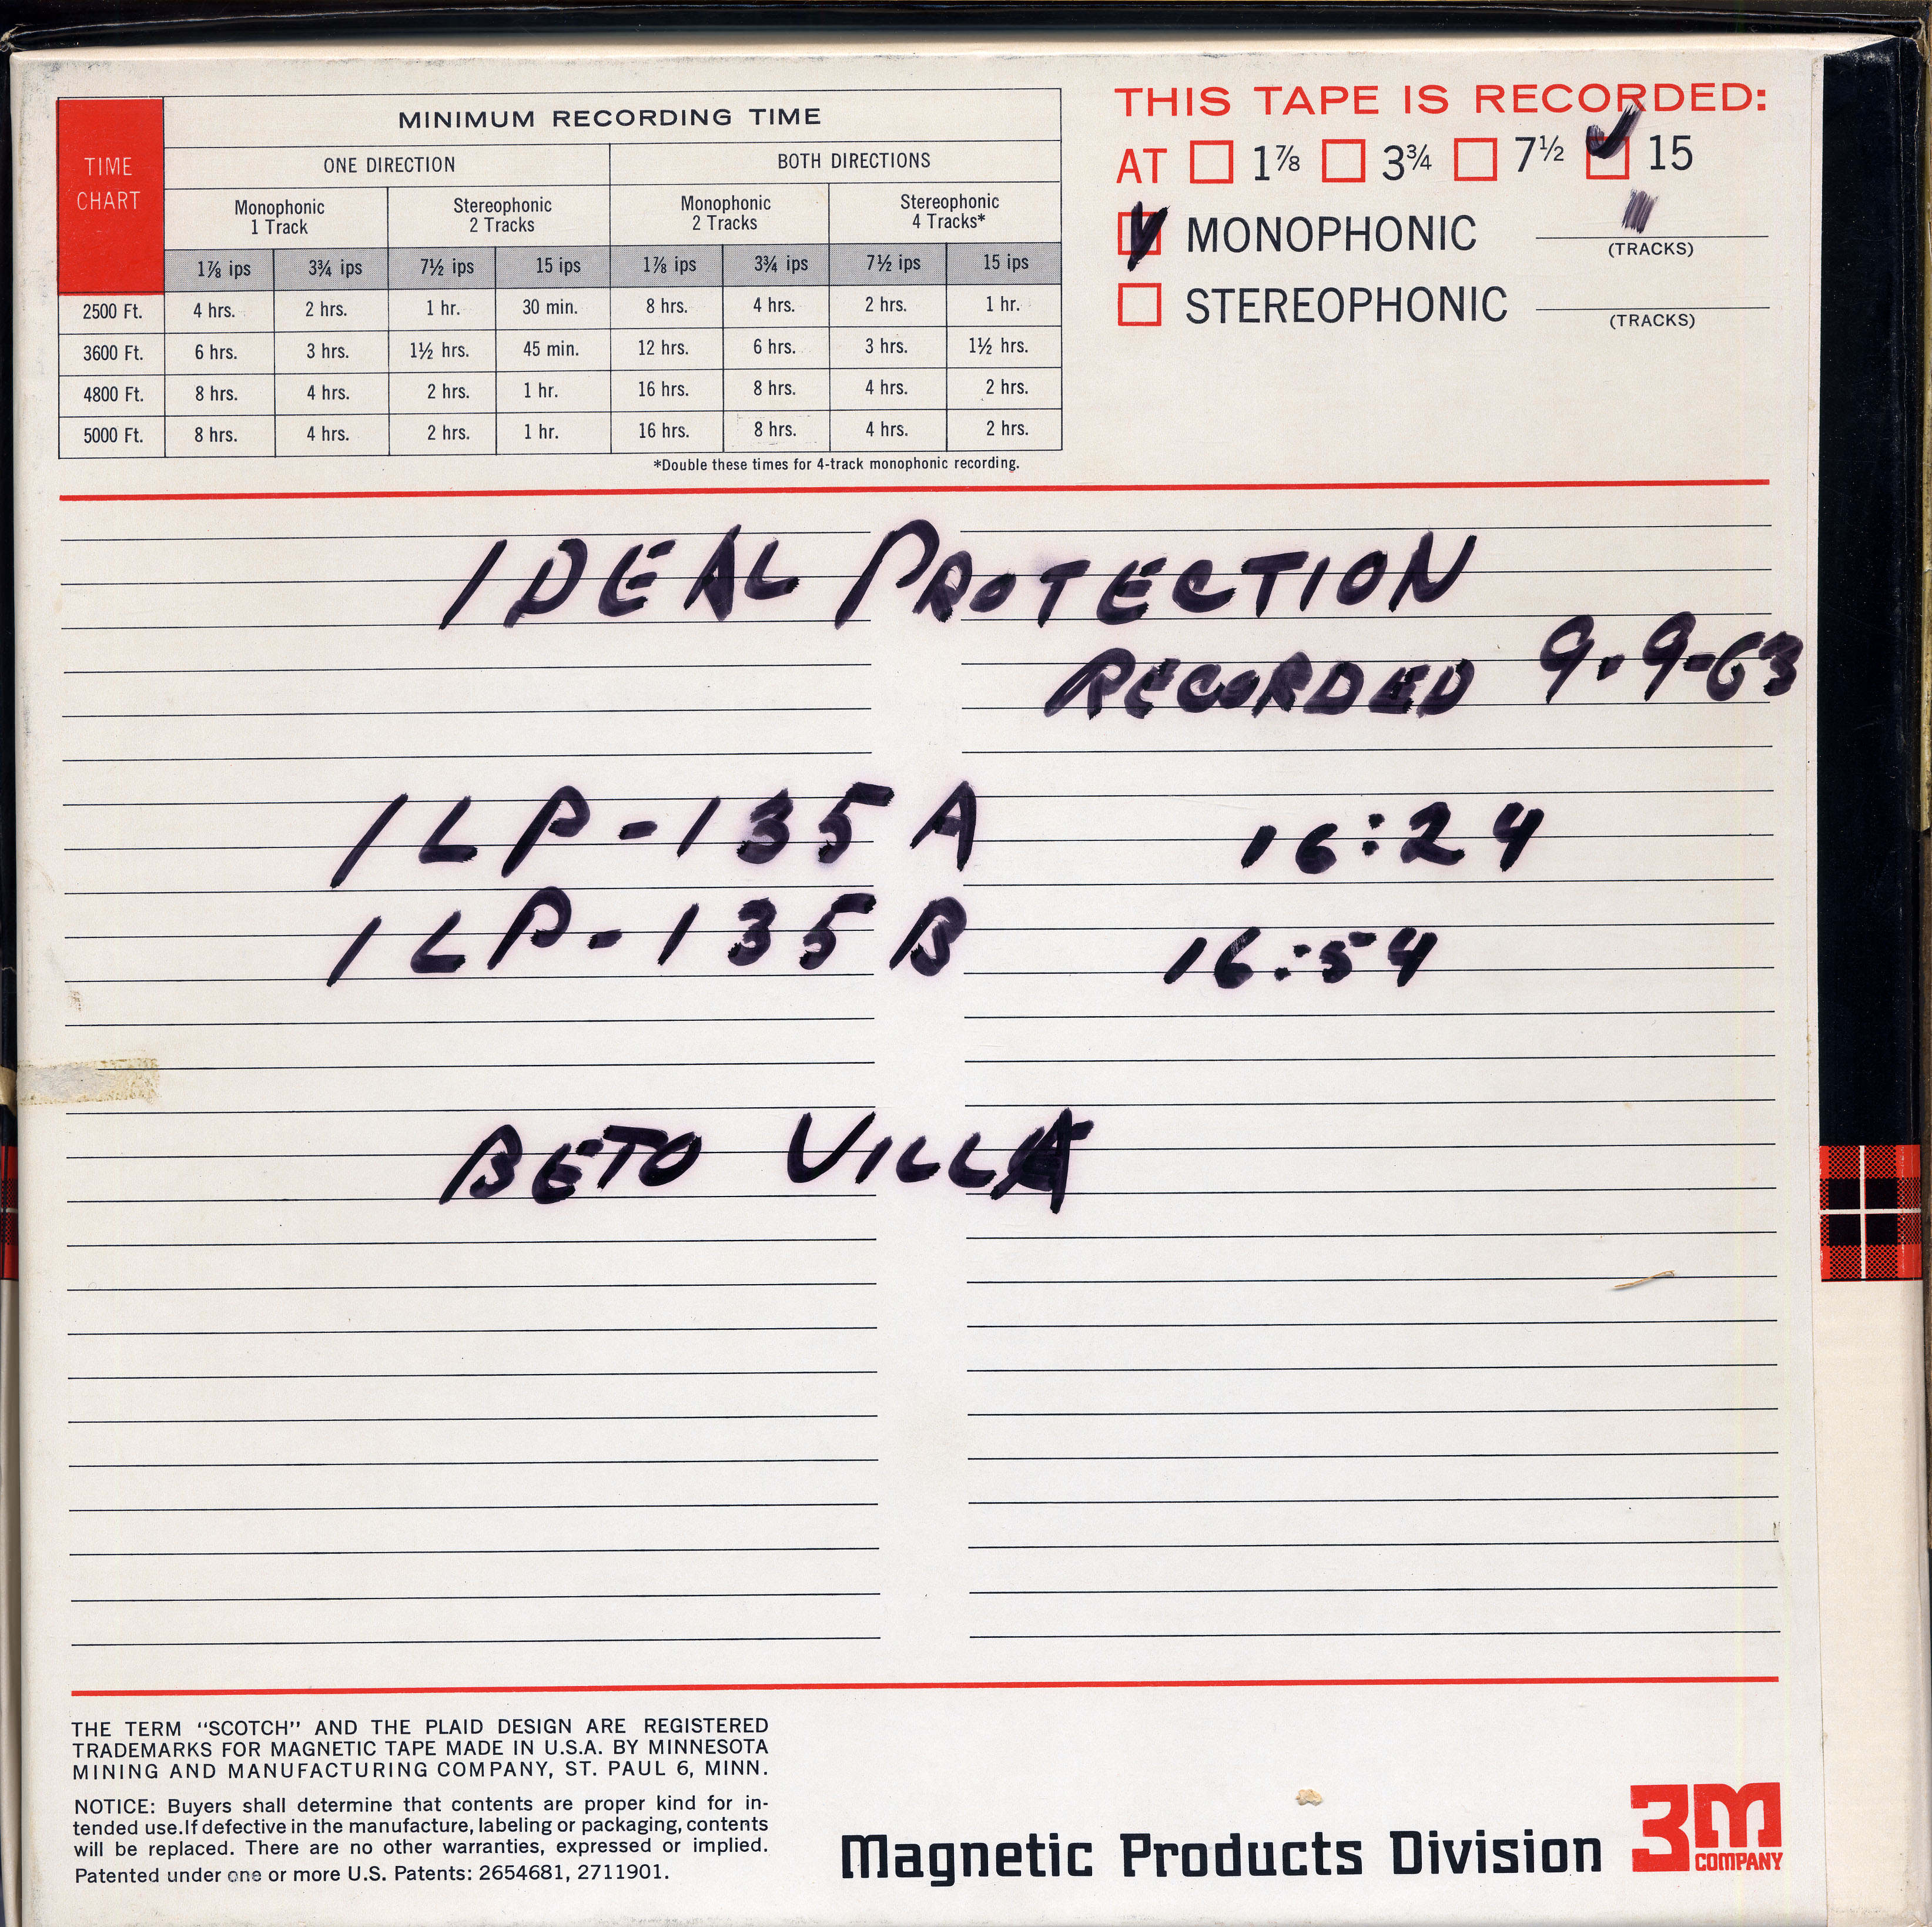 TIME
CHART
MINIMUM RECORDING TIME
ONE DIRECTION BOTH DIRECTIONS
Monophonic
1 Track
Stereophonic
2 Tracks
Monophonic
2 Tracks
Stereophonic
4 Tracks*
1⅞ ips 3¾ ips 7½ ips 15 ips 1⅞ ips 3¾ ips 7½ ips 15 ips
2500 Ft. 4 hrs. 2 hrs. 1 hr. 30 min. 8 hrs. 4 hrs. 2 hrs. 1 hr.
3600 Ft. 6 hrs. 3 hrs. 1½ hrs. 45 min. 12 hrs. 6 hrs. 3 hrs. 1½ hrs.
4800 Ft. 8 hrs. 4 hrs. 2 hrs. 1 hr. 16 hrs. 8 hrs. 4 hrs. 2 hrs.
5000 Ft. 8 hrs. 4 hrs. 2 hrs. 1 hr. 16 hrs. 8 hrs. 4 hrs. 2 hrs.
*Double these times for 4-track monophonic recording.
THIS TAPE IS RECORDED:
AT 1⅞ 3¾ 7½ 15
MONOPHONIC
(TRACKS)
STEREOPHONIC
(TRACKS)
IDEAL PROTECTION
RECORDED 9-9-63
ILP-135 A 16:24
ILP-135 B 16:54
BETO VILLA
THE TERM "SCOTCH" AND THE PLAID DESIGN ARE REGISTERED
TRADEMARKS FOR MAGNETIC TAPE MADE IN U.S.A. BY MINNESOTA
MINING AND MANUFACTURING COMPANY, ST. PAUL 6, MINN.
NOTICE: Buyers shall determine that contents are proper kind for in-
tended use. If defective in the manufacture, labeling or packaging, contents
will be replaced. There are no other warranties, expressed or implied.
Patented under one or more U.S. Patents: 2654681, 2711901.
Magnetic Products Division
3M
COMPANY